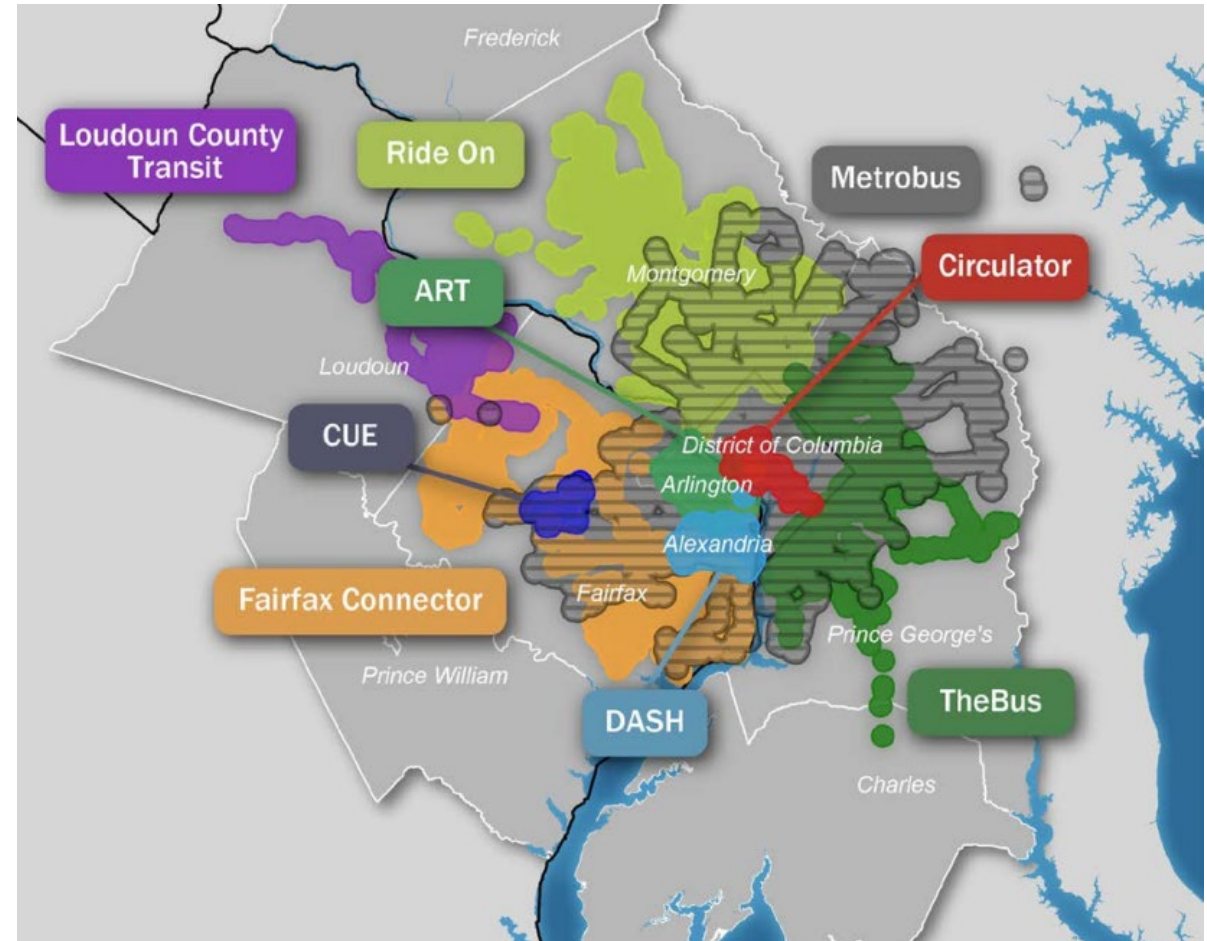 Frederick
Loudoun County
Transit
Ride On
Metrobus
Circulator
Montgomery
ART
Loudoun
CUE
District of Columbia
Arlington
Alexandria
Fairfax Connector
Fairfax
Prince George's
Prince William
TheBus
DASH
Charles